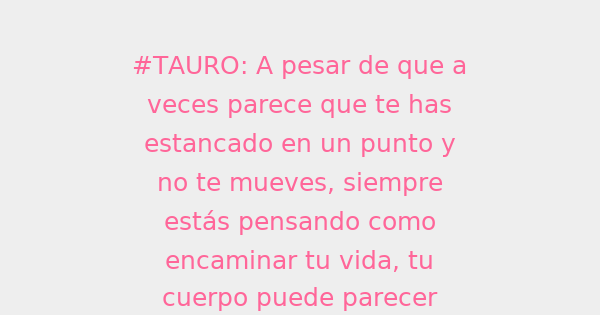 #TAURO: A pesar de que a
veces parece que te has
estancado en un punto y
no te mueves, siempre
estás pensando como
encaminar tu vida, tu
cuerpo puede parecer